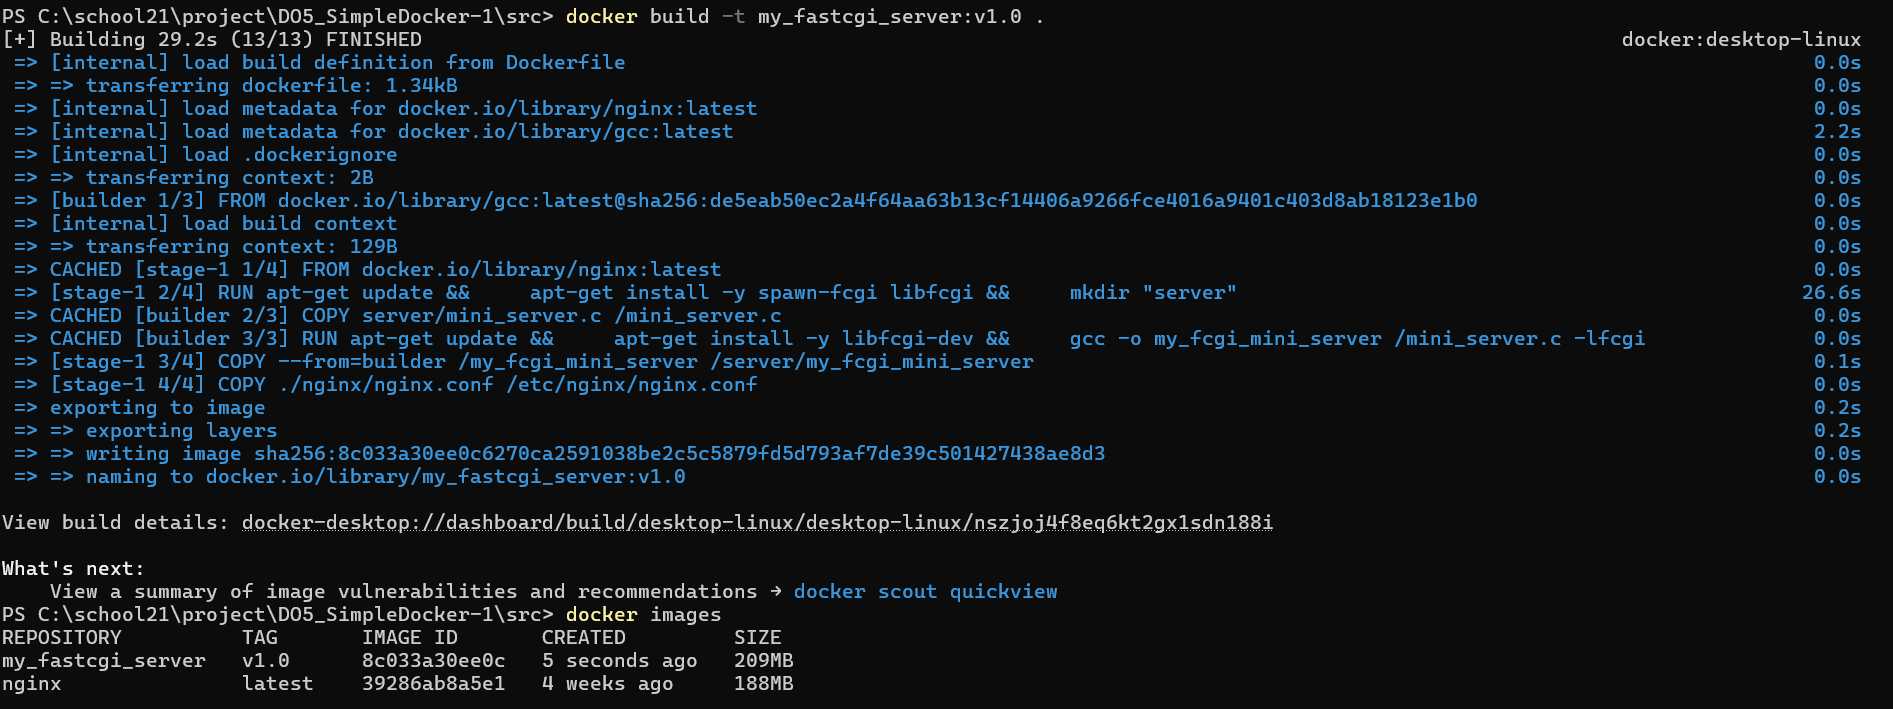 PS C:\school21\project\DO5_SimpleDocker-1\src> docker build -t my_fastcgi_server:v1.0 .
[+] Building 29.2s (13/13) FINISHED docker:desktop-linux
=> [internal] load build definition from Dockerfile 0.0s
=> => transferring dockerfile: 1.34kB 0.0s
=> [internal] load metadata for docker.io/library/nginx:latest 0.0s
=> [internal] load metadata for docker.io/library/gcc:latest 2.2s
=> [internal] load .dockerignore 0.0s
=> => transferring context: 2B 0.0s
=> [builder 1/3] FROM docker.io/library/gcc:latest@sha256:de5eab50ec2a4f64aa63b13cf14406a9266fce4016a9401c403d8ab18123e1b0 0.0s
=> [internal] load build context 0.0s
=> => transferring context: 129B 0.0s
=> CACHED [stage-1 1/4] FROM docker.io/library/nginx:latest 0.0s
=> [stage-1 2/4] RUN apt-get update &&     apt-get install -y spawn-fcgi libfcgi &&     mkdir "server" 26.6s
=> CACHED [builder 2/3] COPY server/mini_server.c /mini_server.c 0.0s
=> CACHED [builder 3/3] RUN apt-get update &&     apt-get install -y libfcgi-dev &&     gcc -o my_fcgi_mini_server /mini_server.c -lfcgi 0.0s
=> [stage-1 3/4] COPY --from=builder /my_fcgi_mini_server /server/my_fcgi_mini_server 0.1s
=> [stage-1 4/4] COPY ./nginx/nginx.conf /etc/nginx/nginx.conf 0.0s
=> exporting to image 0.2s
=> => exporting layers 0.2s
=> => writing image sha256:8c033a30ee0c6270ca2591038be2c5c5879fd5d793af7de39c501427438ae8d3 0.0s
=> => naming to docker.io/library/my_fastcgi_server:v1.0 0.0s
View build details: docker-desktop://dashboard/build/desktop-linux/desktop-linux/nszjoj4f8eq6kt2gx1sdn188i
What's next:
View a summary of image vulnerabilities and recommendations → docker scout quickview
PS C:\school21\project\DO5_SimpleDocker-1\src> docker images
REPOSITORY TAG IMAGE ID CREATED SIZE
my_fastcgi_server v1.0 8c033a30ee0c 5 seconds ago 209MB
nginx latest 39286ab8a5e1 4 weeks ago 188MB